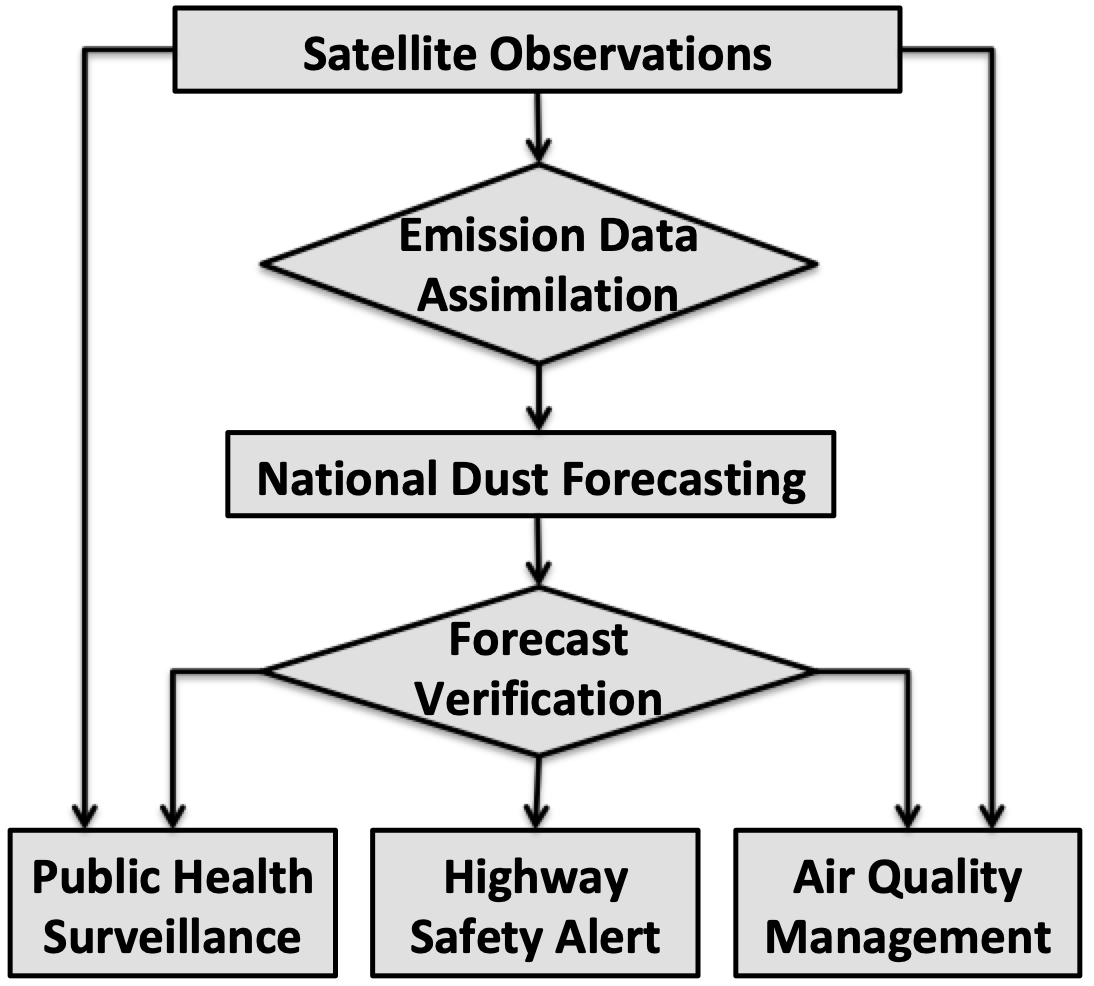 Satellite Observations
Emission Data
Assimilation
National Dust Forecasting
Forecast
Verification
Public Health
Surveillance
Highway
Safety Alert
Air Quality
Management